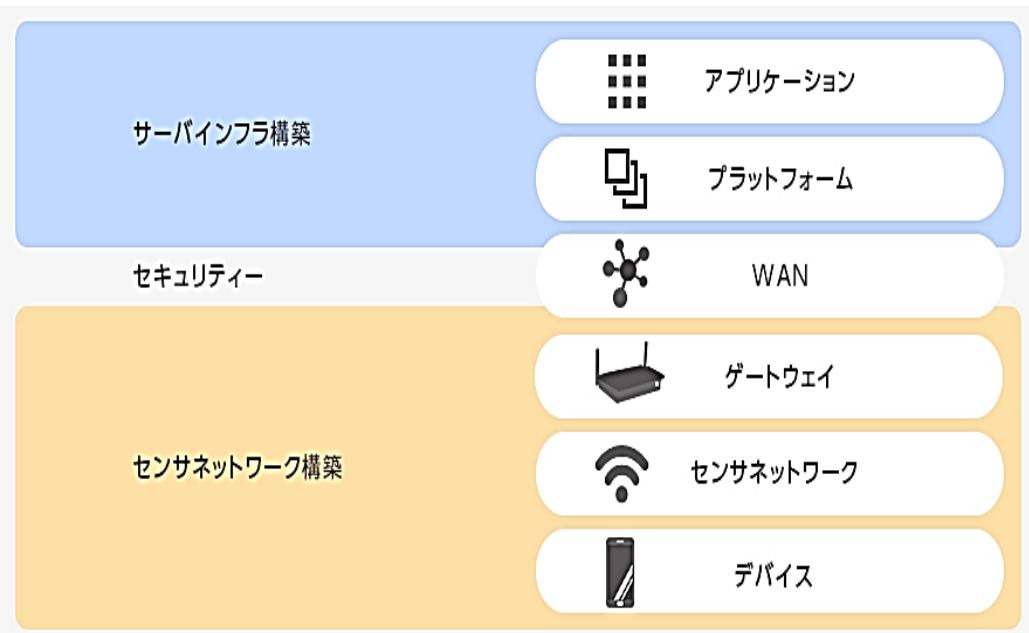 サーバインフラ構築
アプリケーション
プラットフォーム
セキュリティー
WAN
センサネットワーク構築
ゲートウェイ
センサネットワーク
デバイス